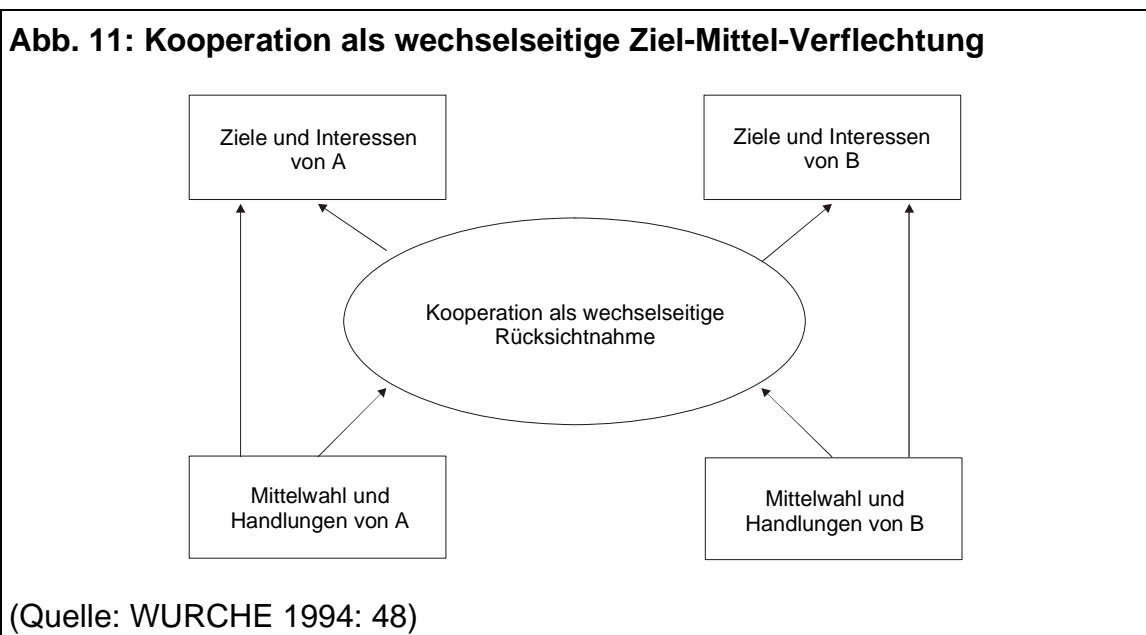 Abb. 11: Kooperation als wechselseitige Ziel-Mittel-Verflechtung
Ziele und Interessen
von A
Ziele und Interessen
von B
Kooperation als wechselseitige
Rücksichtnahme
Mittelwahl und
Handlungen von A
Mittelwahl und
Handlungen von B
(Quelle: WURCHE 1994: 48)